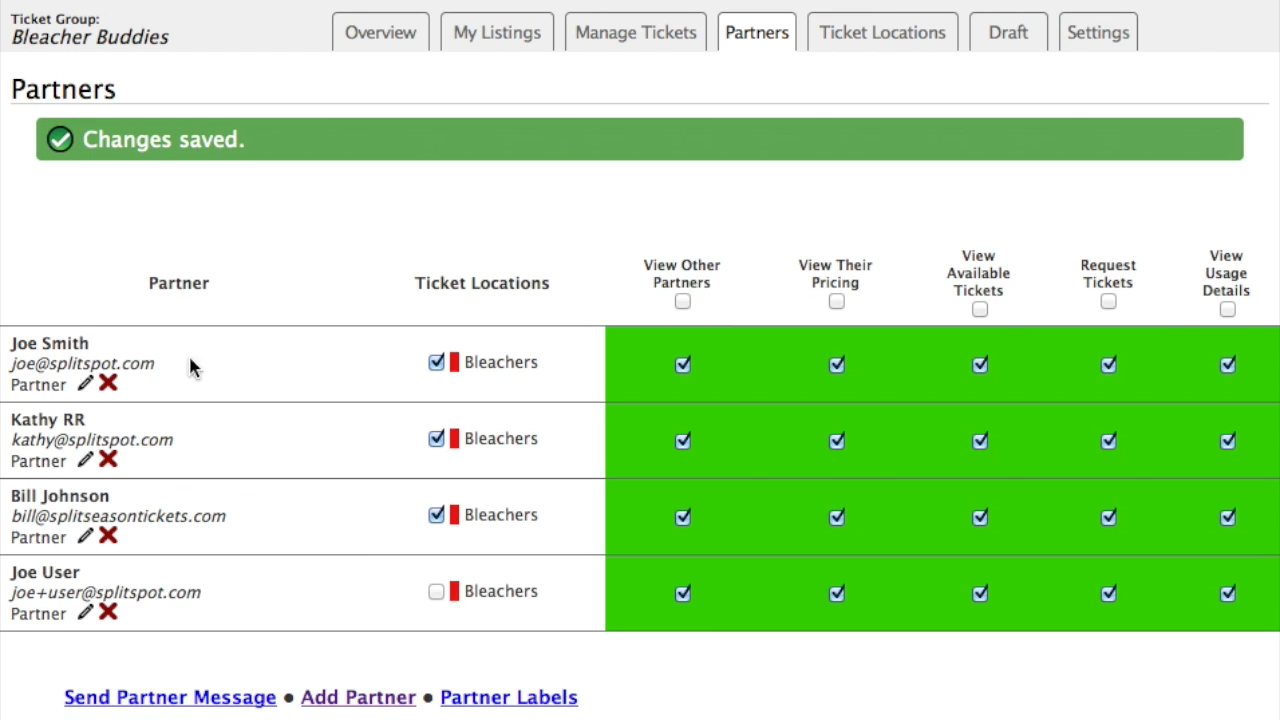 Ticket Group:
Bleacher Buddies
Overview
My Listings
Manage Tickets
Partners
Ticket Locations
Draft
Settings
Partners
Changes saved.
Partner
Ticket Locations
View Other
Partners
View Their
Pricing
View
Available
Tickets
Request
Tickets
View
Usage
Details
Joe Smith
joe@splitspot.com
Partner
Bleachers
Kathy RR
kathy@splitspot.com
Partner
Bleachers
Bill Johnson
bill@splitseasontickets.com
Partner
Bleachers
Joe User
joe+user@splitspot.com
Partner
Bleachers
Send Partner Message • Add Partner • Partner Labels